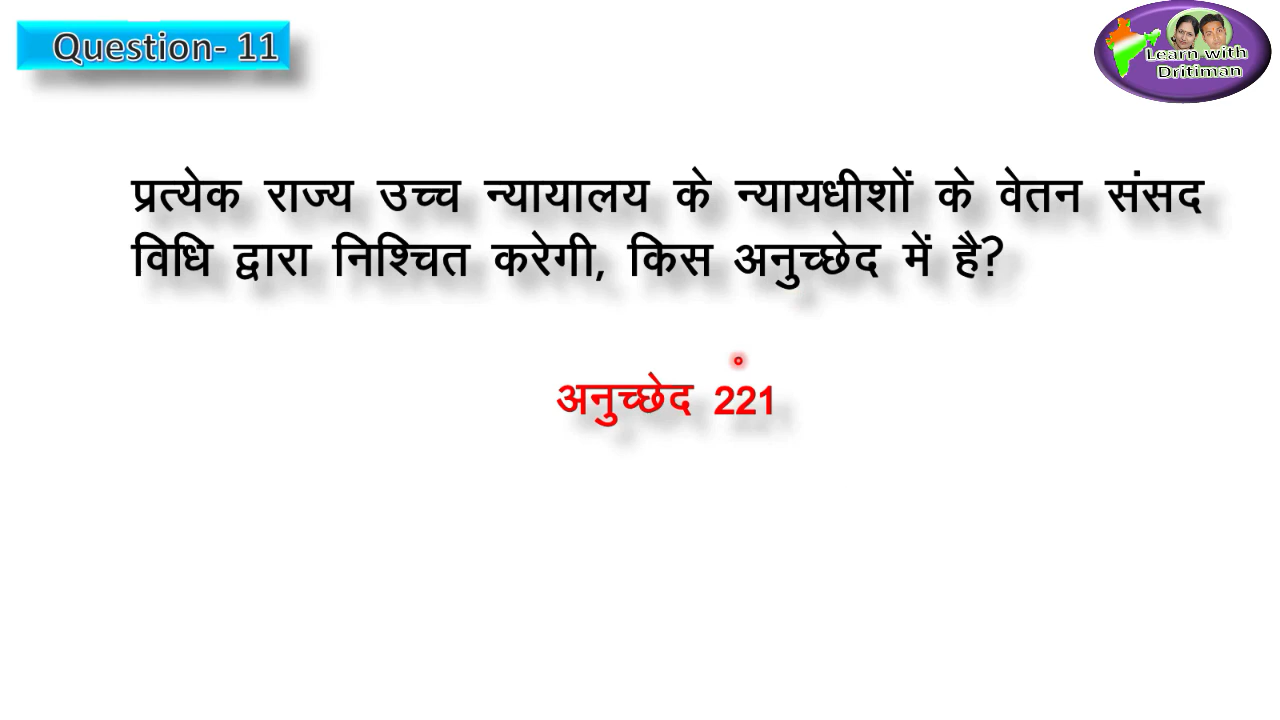 Question- 11
Learn with
Dritiman
प्रत्येक राज्य उच्च न्यायालय के न्यायधीशों के वेतन संसद
विधि द्वारा निश्चित करेगी, किस अनुच्छेद में है?
अनुच्छेद 221